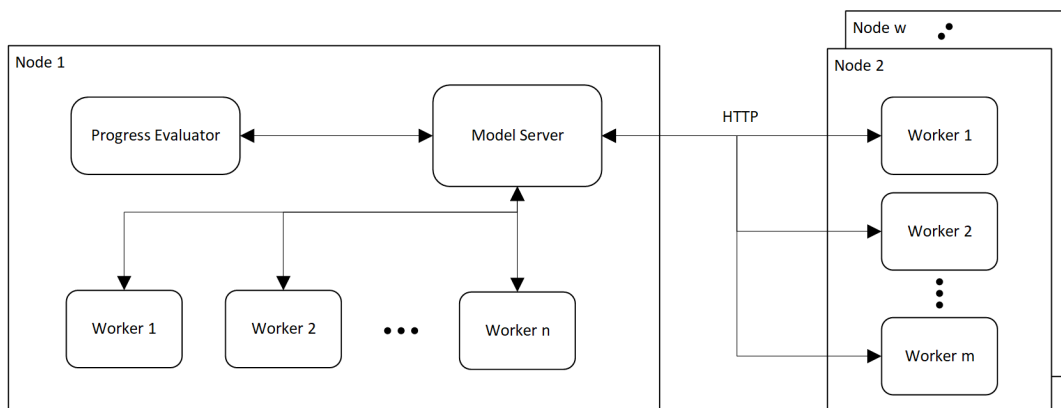 Node 1
Progress Evaluator
Model Server
Worker 1
Worker 2
Worker n
HTTP
Node w
Node 2
Worker 1
Worker 2
Worker m